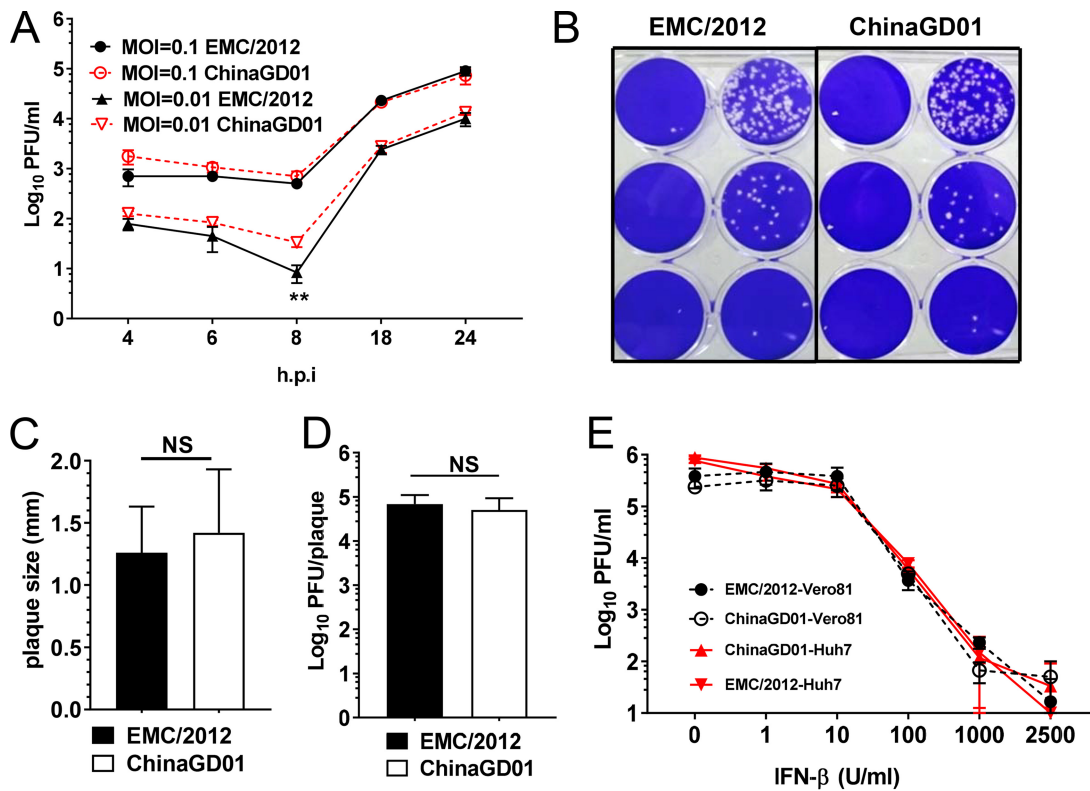 A
MOI=0.1 EMC/2012
MOI=0.1 ChinaGD01
MOI=0.01 EMC/2012
MOI=0.01 ChinaGD01
Log₁₀ PFU/ml
6
5
4
3
2
1
0
**
4 6 8 18 24
h.p.i
B
EMC/2012 ChinaGD01
C
NS
plaque size (mm)
2.0
1.5
1.0
0.5
0.0
EMC/2012
ChinaGD01
D
NS
Log₁₀ PFU/plaque
6
5
4
3
2
1
0
EMC/2012
ChinaGD01
E
Log₁₀ PFU/ml
6
5
4
3
2
1
EMC/2012-Vero81
ChinaGD01-Vero81
ChinaGD01-Huh7
EMC/2012-Huh7
0 1 10 100 1000 2500
IFN-β (U/ml)